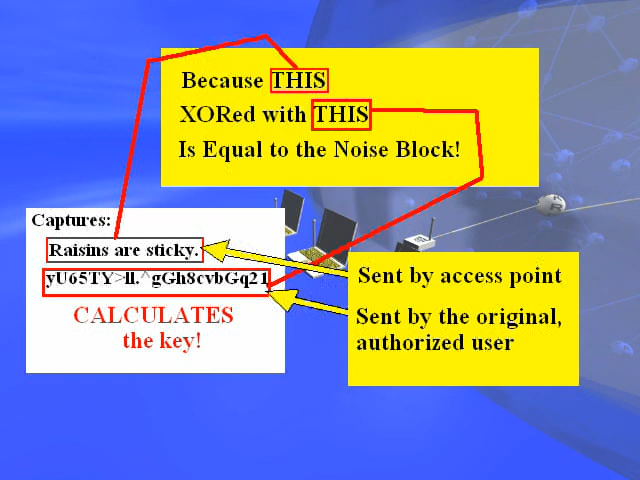 Because THIS
XORed with THIS
Is Equal to the Noise Block!
Captures:
Raisins are sticky.
yU65TY>ll.^gGh8cvbGq21
CALCULATES
the key!
Sent by access point
Sent by the original,
authorized user